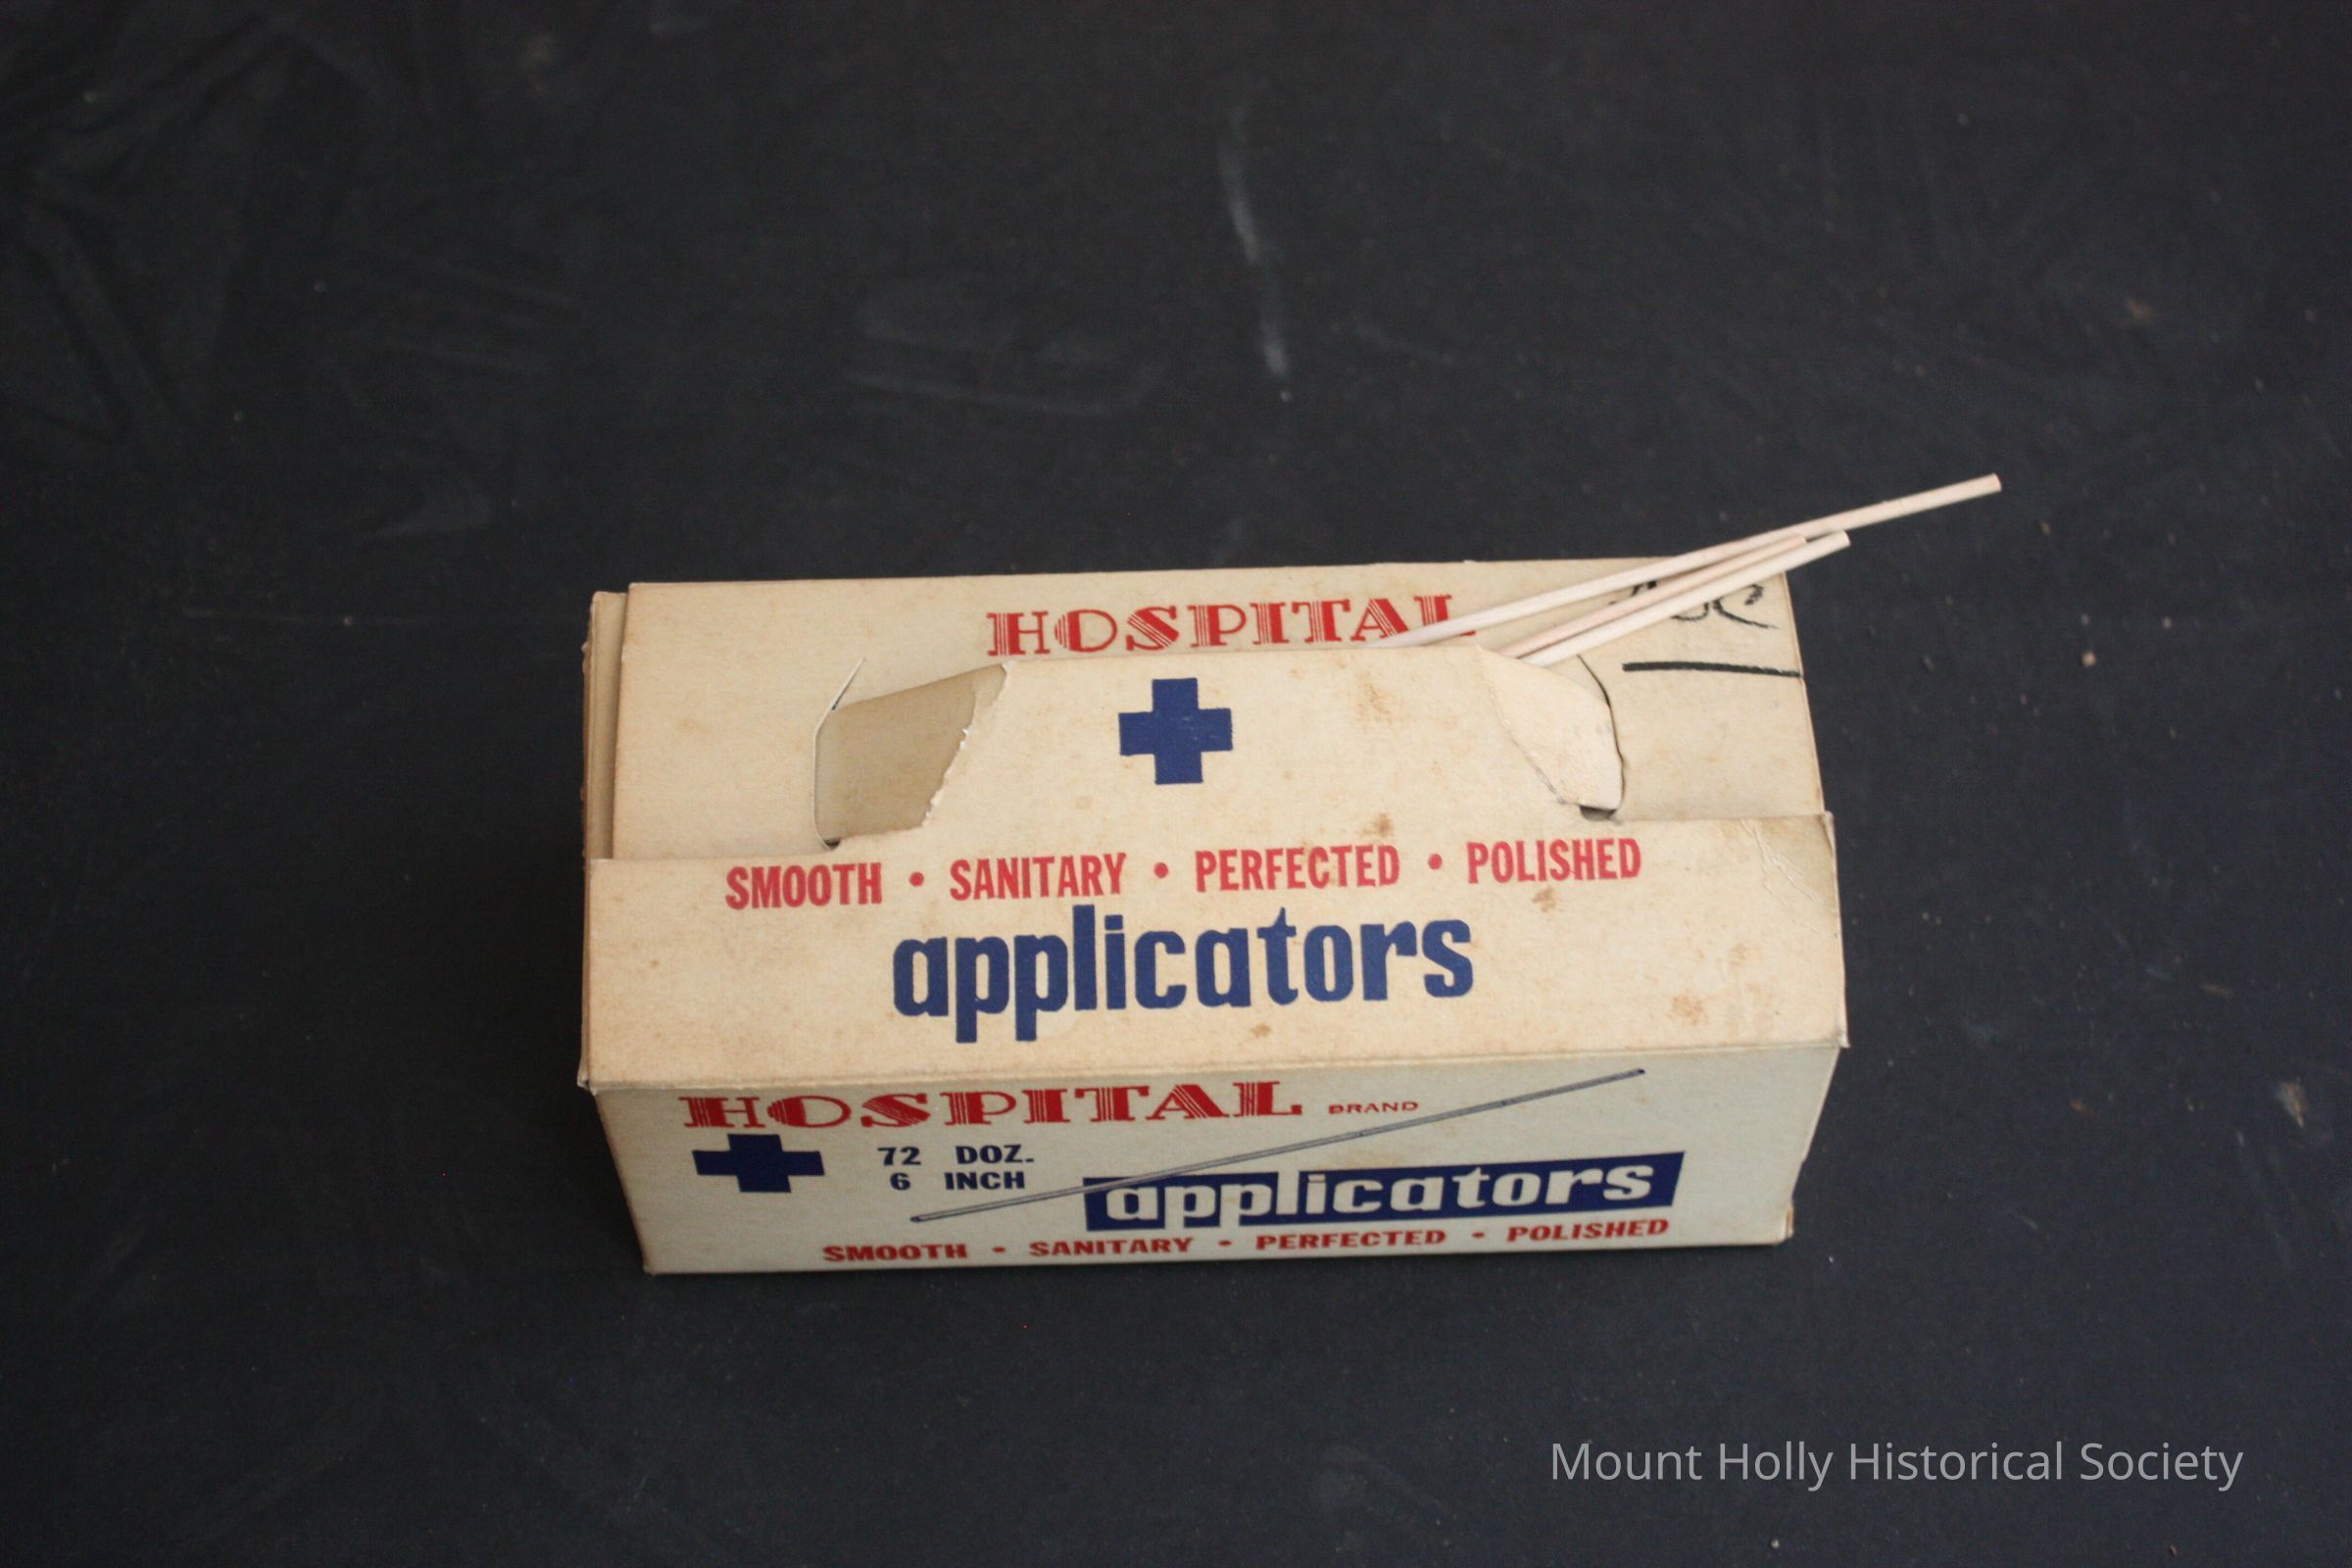 HOSPITAL
SMOOTH • SANITARY • PERFECTED • POLISHED
applicators
HOSPITAL BRAND
72 DOZ.
6 INCH
applicators
SMOOTH • SANITARY • PERFECTED • POLISHED
Mount Holly Historical Society